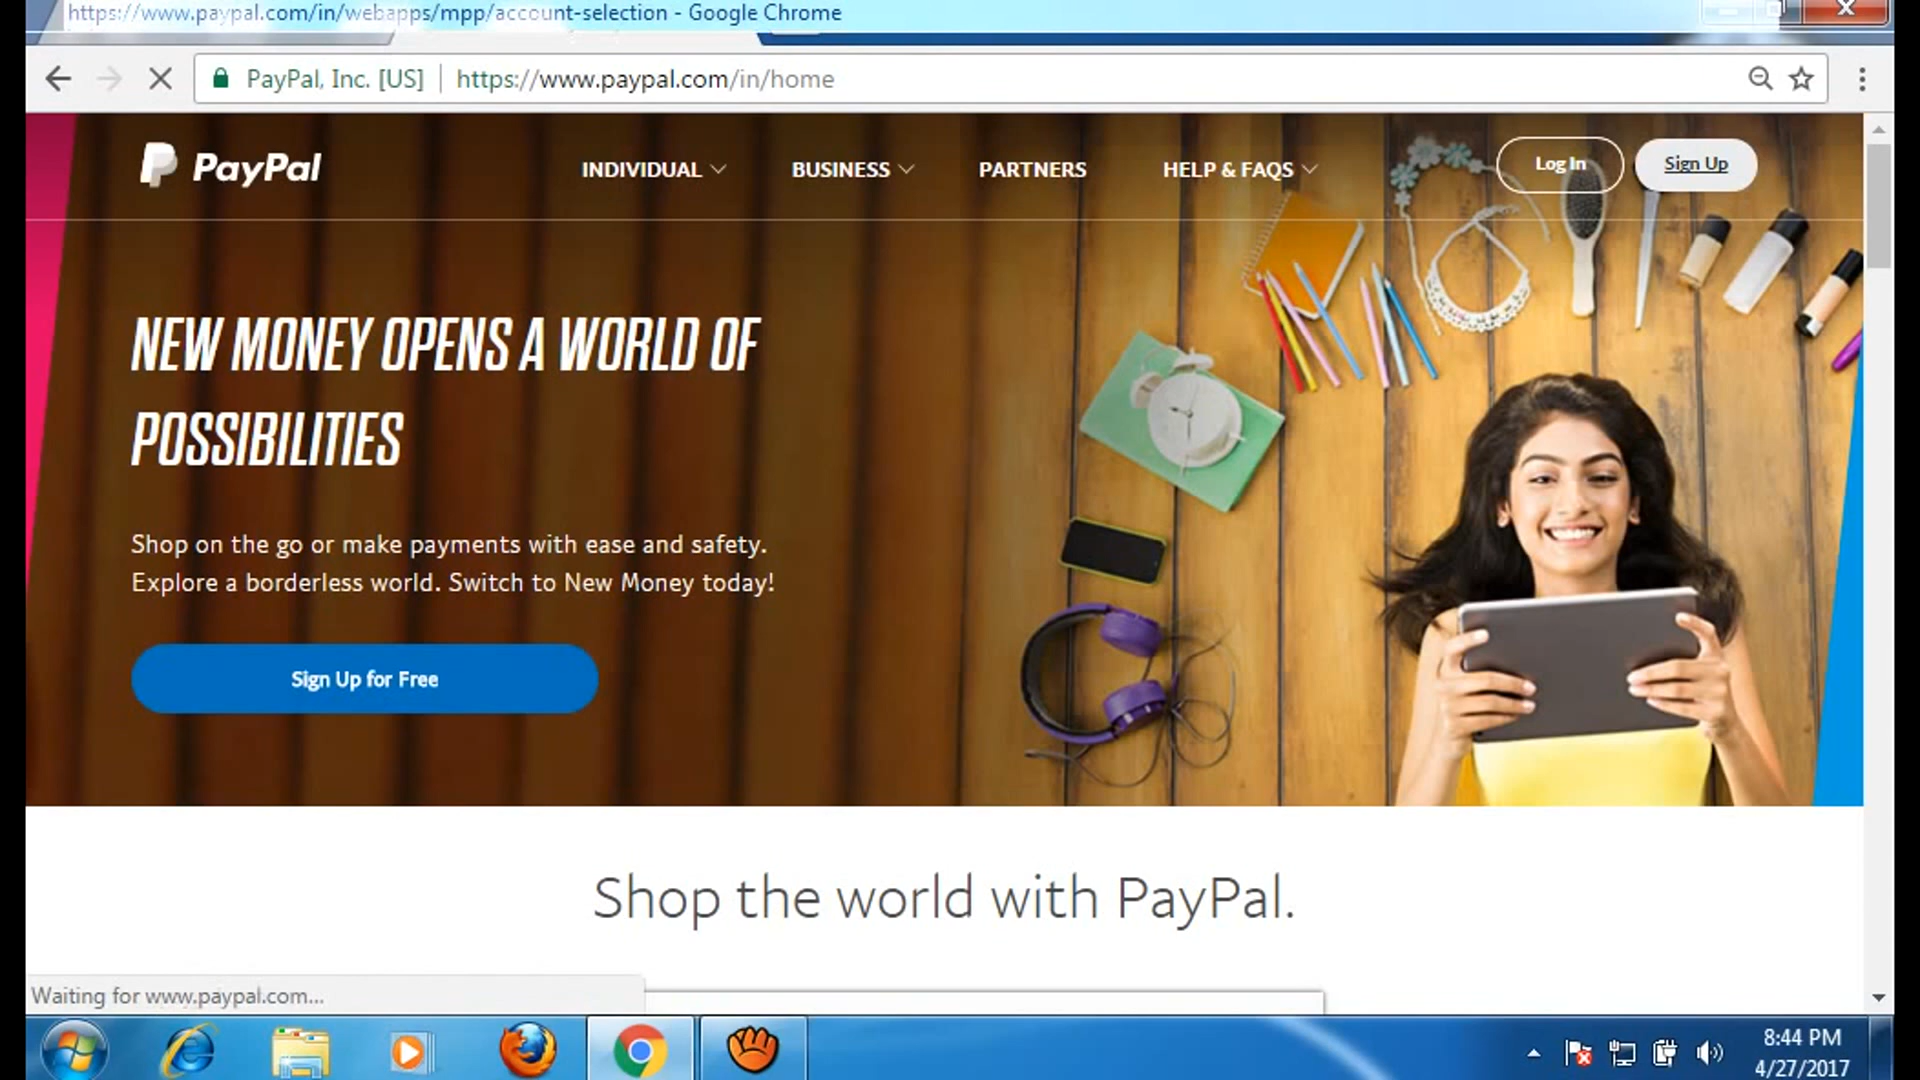 https://www.paypal.com/in/webapps/mpp/account-selection - Google Chrome
PayPal, Inc. [US] | https://www.paypal.com/in/home
PayPal
INDIVIDUAL
BUSINESS
PARTNERS
HELP & FAQS
Log In
Sign Up
NEW MONEY OPENS A WORLD OF
POSSIBILITIES
Shop on the go or make payments with ease and safety.
Explore a borderless world. Switch to New Money today!
Sign Up for Free
Shop the world with PayPal.
Waiting for www.paypal.com...
8:44 PM
4/27/2017